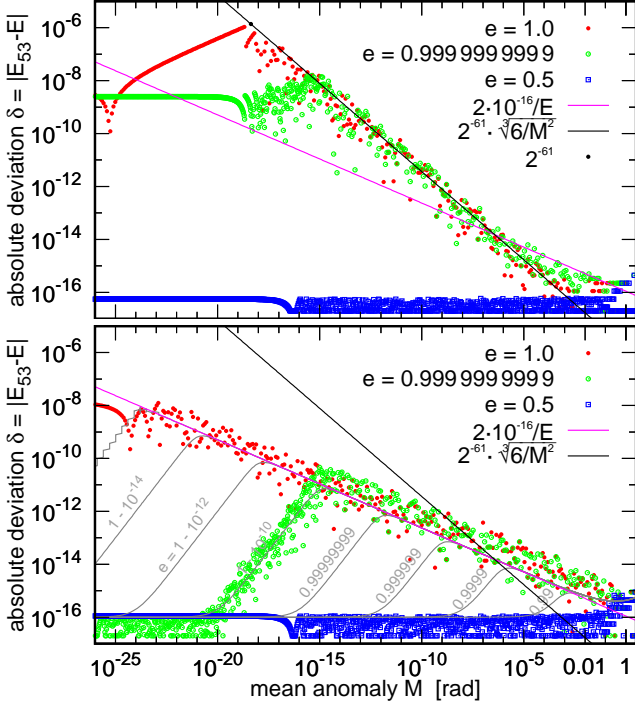 absolute deviation δ = |E₅₃-E|
10⁻⁶
10⁻⁸
10⁻¹⁰
10⁻¹²
10⁻¹⁴
10⁻¹⁶
e = 1.0
e = 0.999 999 999 9
e = 0.5
2·10⁻¹⁶/E
2⁻⁶¹·∛6/M²
2⁻⁶¹
absolute deviation δ = |E₅₃-E|
10⁻⁶
10⁻⁸
10⁻¹⁰
10⁻¹²
10⁻¹⁴
10⁻¹⁶
e = 1.0
e = 0.999 999 999 9
e = 0.5
2·10⁻¹⁶/E
2⁻⁶¹·∛6/M²
1 - 10⁻¹⁴
e = 1 - 10⁻¹²
0.99999999
0.999999
0.9999
10⁻²⁵
10⁻²⁰
10⁻¹⁵
10⁻¹⁰
10⁻⁵
0.01
1
mean anomaly M [rad]